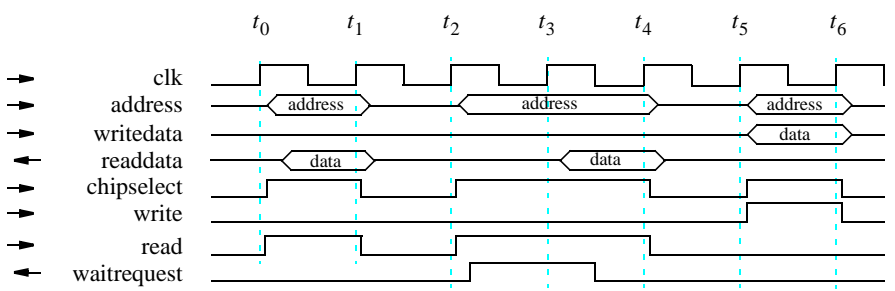 t0 t1 t2 t3 t4 t5 t6
clk
address address address address
writedata data
readdata data data
chipselect
write
read
waitrequest